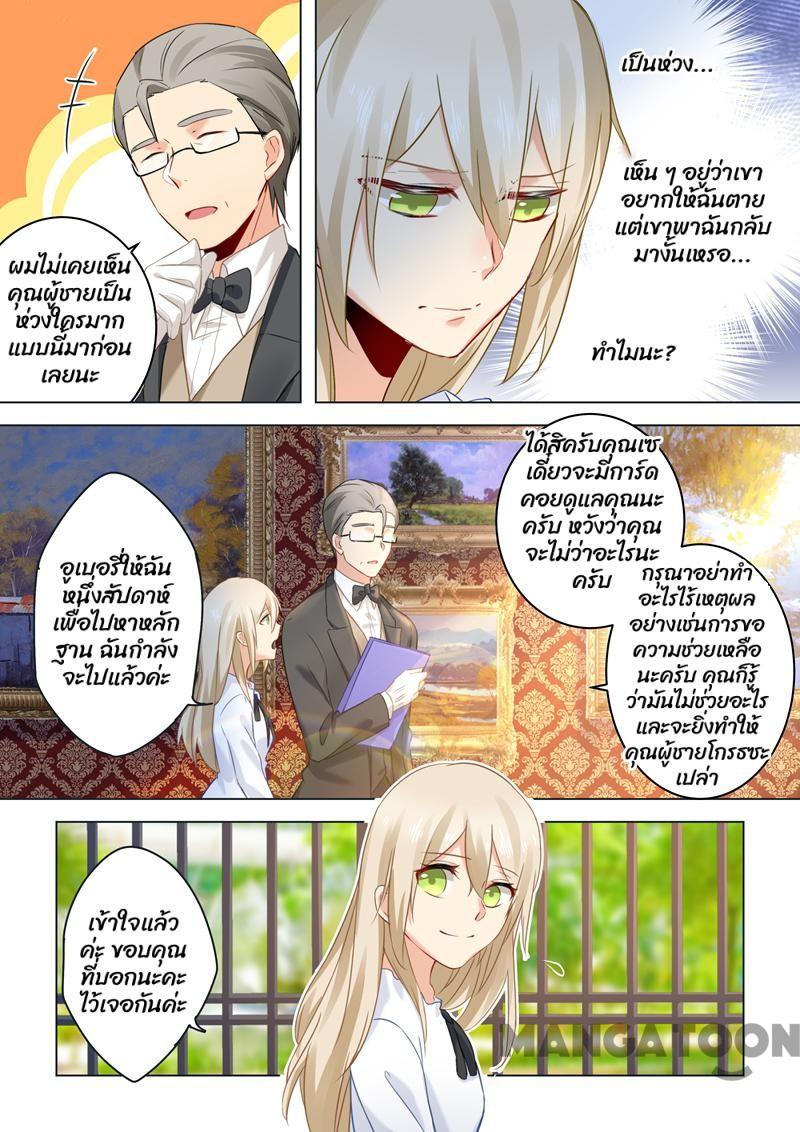 ผมไม่เคยเห็น
คุณผู้ชายเป็น
ห่วงใครมาก
แบบนี้มาก่อน
เลยนะ
เป็นห่วง...
เห็น ๆ อยู่ว่าเขา
อยากให้ฉันตาย
แต่เขาพาฉันกลับ
มางั้นเหรอ...
ทำไมนะ?
อูเบอรี่ให้ฉัน
หนึ่งสัปดาห์
เพื่อไปหาหลัก
ฐาน ฉันกำลัง
จะไปแล้วค่ะ
ได้สิครับคุณเซ
เดี๋ยวจะมีการ์ด
คอยดูแลคุณนะ
ครับ หวังว่าคุณ
จะไม่ว่าอะไรนะ
ครับ
กรุณาอย่าทำ
อะไรไร้เหตุผล
อย่างเช่นการขอ
ความช่วยเหลือ
นะครับ คุณก็รู้
ว่ามันไม่ช่วยอะไร
และจะยิ่งทำให้
คุณผู้ชายโกรธซะ
เปล่า
เข้าใจแล้ว
ค่ะ ขอบคุณ
ที่บอกนะคะ
ไว้เจอกันค่ะ
MANGATOON